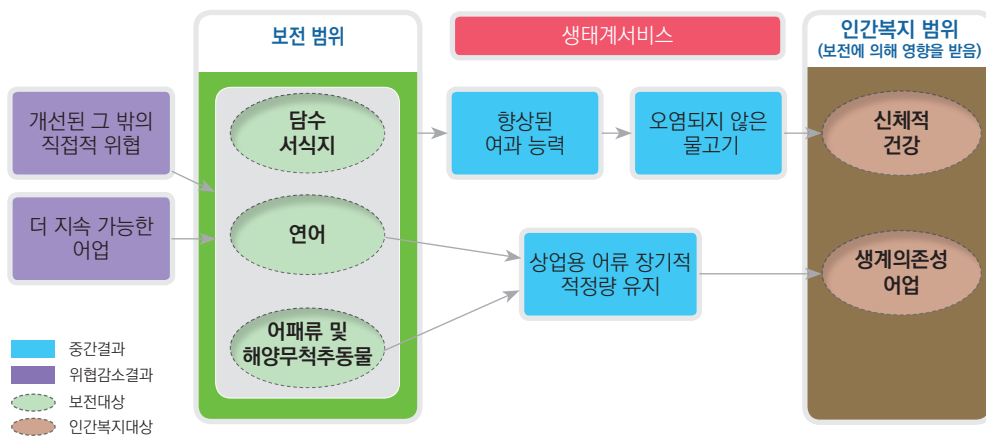 보전 범위
생태계서비스
인간복지 범위
(보전에 의해 영향을 받음)
개선된 그 밖의
직접적 위협
더 지속 가능한
어업
담수
서식지
연어
어패류 및
해양무척추동물
향상된
여과 능력
오염되지 않은
물고기
상업용 어류 장기적
적정량 유지
신체적
건강
생계의존성
어업
중간결과
위협감소결과
보전대상
인간복지대상